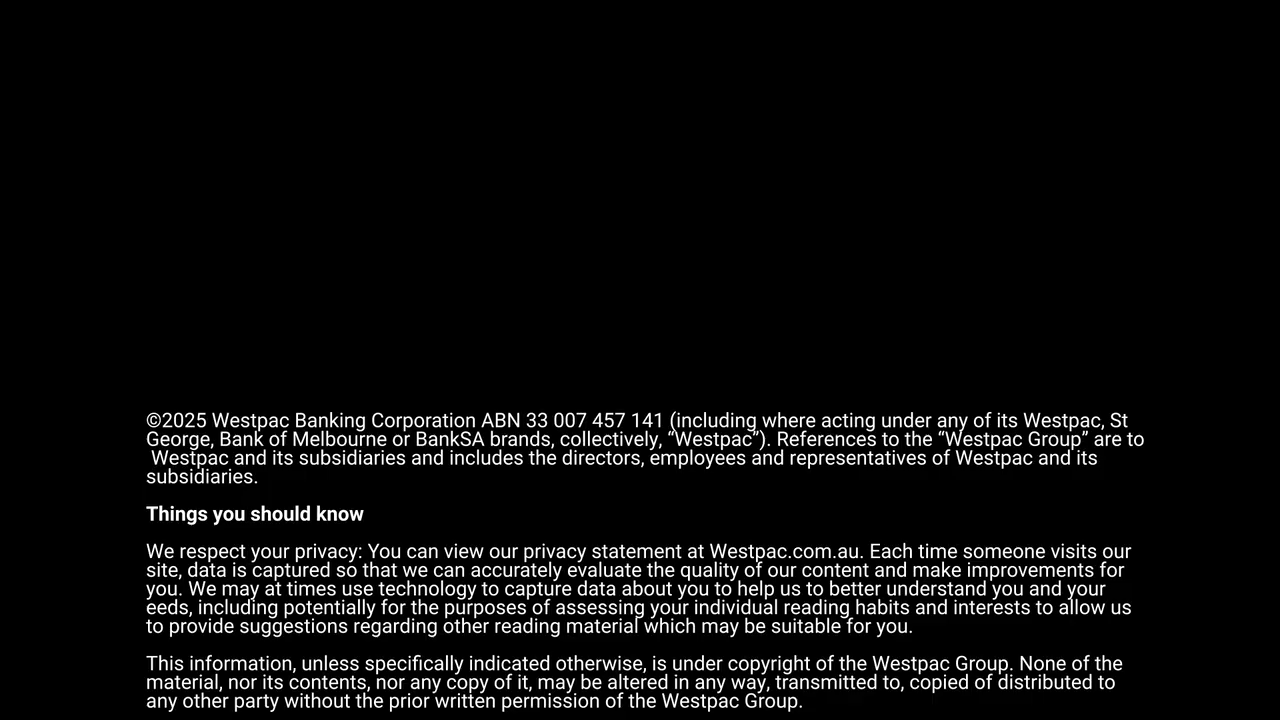 ©2025 Westpac Banking Corporation ABN 33 007 457 141 (including where acting under any of its Westpac, St
George, Bank of Melbourne or BankSA brands, collectively, “Westpac”). References to the “Westpac Group” are to
Westpac and its subsidiaries and includes the directors, employees and representatives of Westpac and its
subsidiaries.
Things you should know
We respect your privacy: You can view our privacy statement at Westpac.com.au. Each time someone visits our
site, data is captured so that we can accurately evaluate the quality of our content and make improvements for
you. We may at times use technology to capture data about you to help us to better understand you and your
eeds, including potentially for the purposes of assessing your individual reading habits and interests to allow us
to provide suggestions regarding other reading material which may be suitable for you.
This information, unless specifically indicated otherwise, is under copyright of the Westpac Group. None of the
material, nor its contents, nor any copy of it, may be altered in any way, transmitted to, copied of distributed to
any other party without the prior written permission of the Westpac Group.